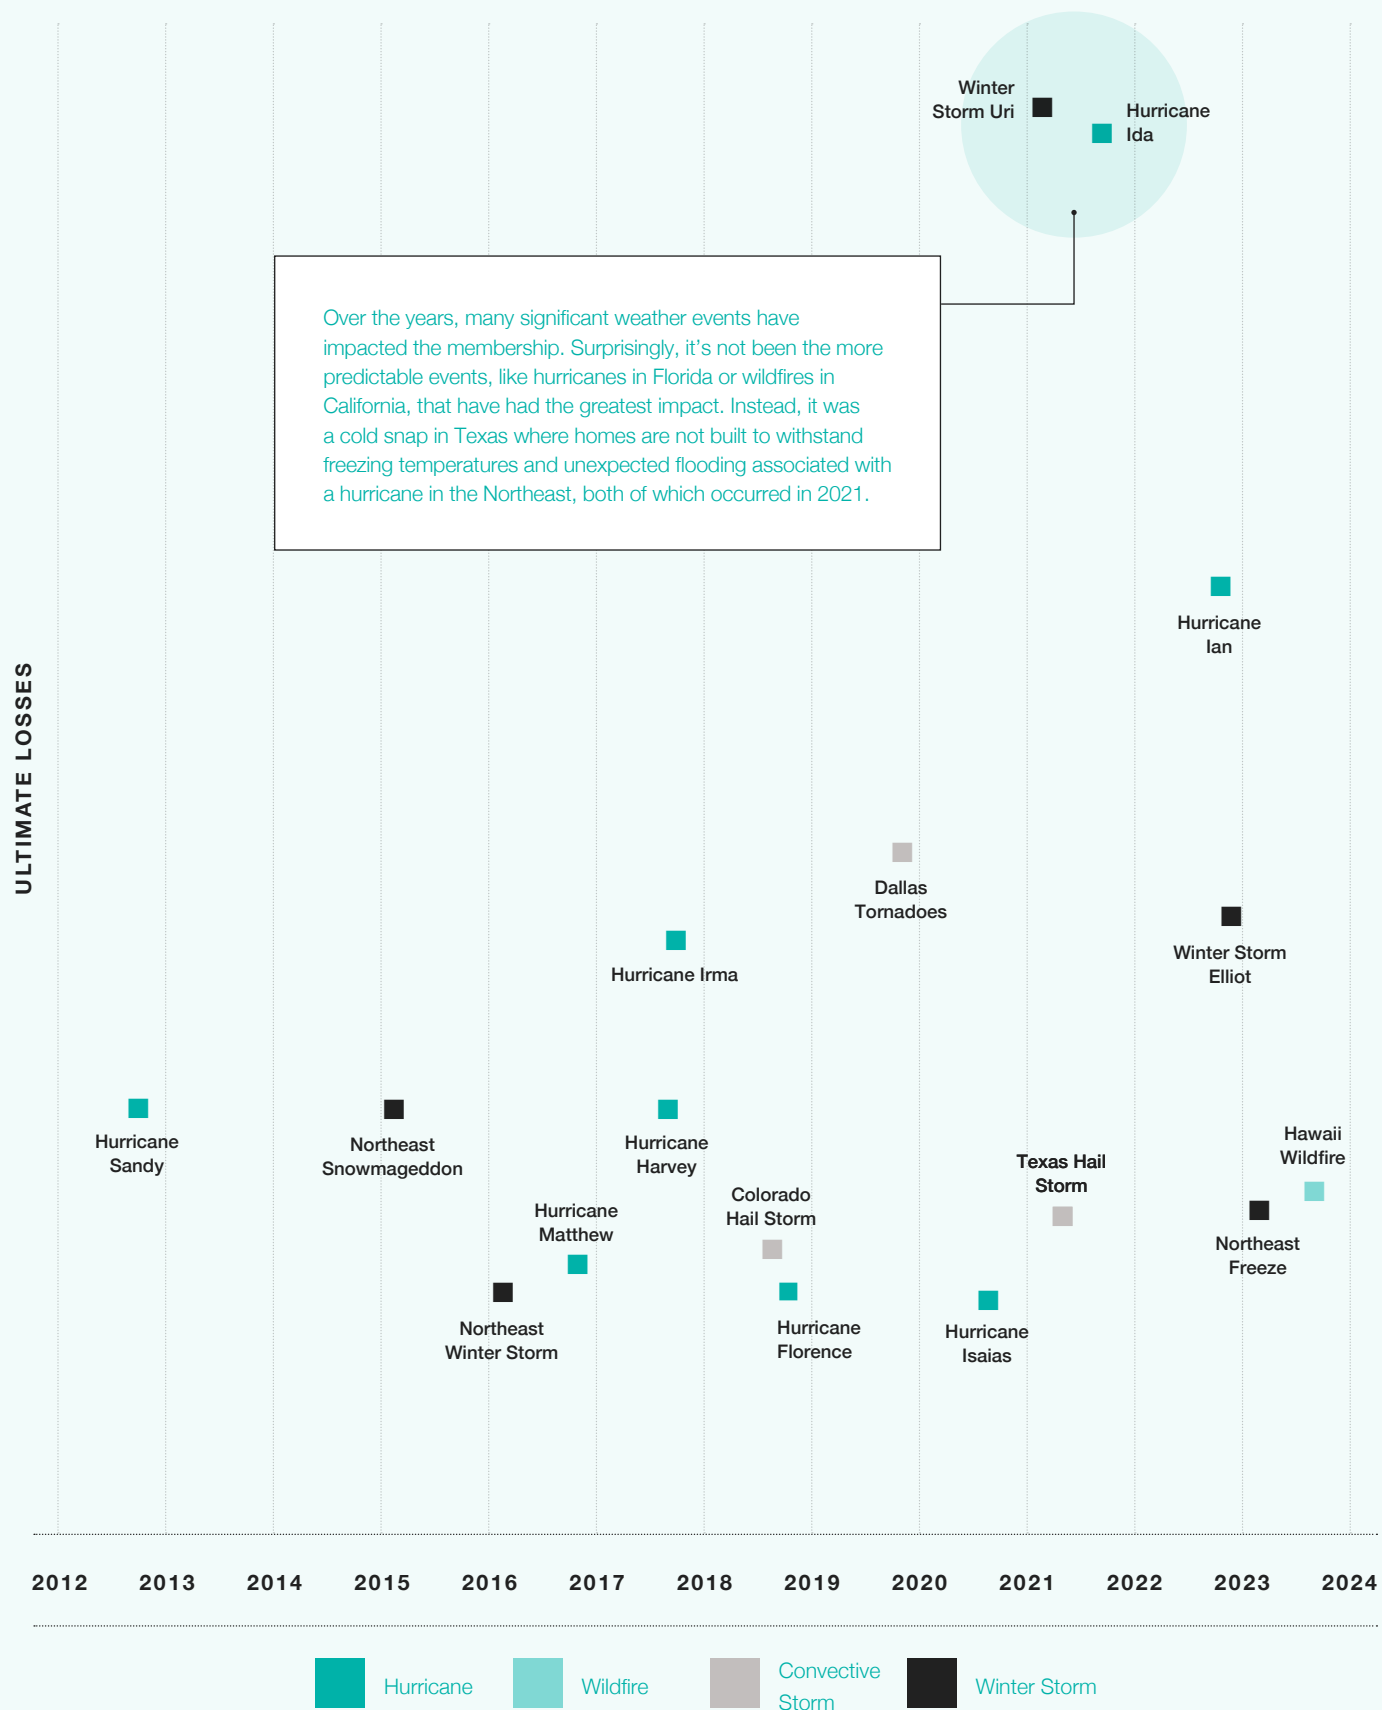 Winter
Storm Uri
Hurricane
Ida
Over the years, many significant weather events have
impacted the membership. Surprisingly, it's not been the more
predictable events, like hurricanes in Florida or wildfires in
California, that have had the greatest impact. Instead, it was
a cold snap in Texas where homes are not built to withstand
freezing temperatures and unexpected flooding associated with
a hurricane in the Northeast, both of which occurred in 2021.
Hurricane
Ian
ULTIMATE LOSSES
Dallas
Tornadoes
Winter Storm
Elliot
Hurricane Irma
Hurricane
Sandy
Northeast
Snowmageddon
Hurricane
Harvey
Hawaii
Wildfire
Texas Hail
Storm
Colorado
Hail Storm
Hurricane
Matthew
Northeast
Freeze
Northeast
Winter Storm
Hurricane
Florence
Hurricane
Isaias
2012 2013 2014 2015 2016 2017 2018 2019 2020 2021 2022 2023 2024
Hurricane
Wildfire
Convective
Storm
Winter Storm